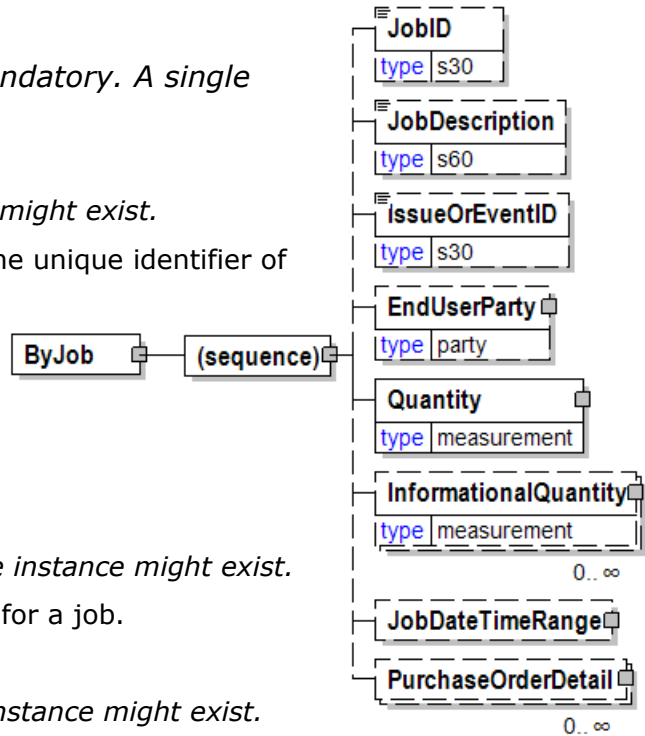 ndatory. A single
might exist.
he unique identifier of
e instance might exist.
for a job.
nstance might exist.
ByJob
(sequence)
JobID
type s30
JobDescription
type s60
IssueOrEventID
type s30
EndUserParty
type party
Quantity
type measurement
InformationalQuantity
type measurement
0.. ∞
JobDateTimeRange
PurchaseOrderDetail
0.. ∞